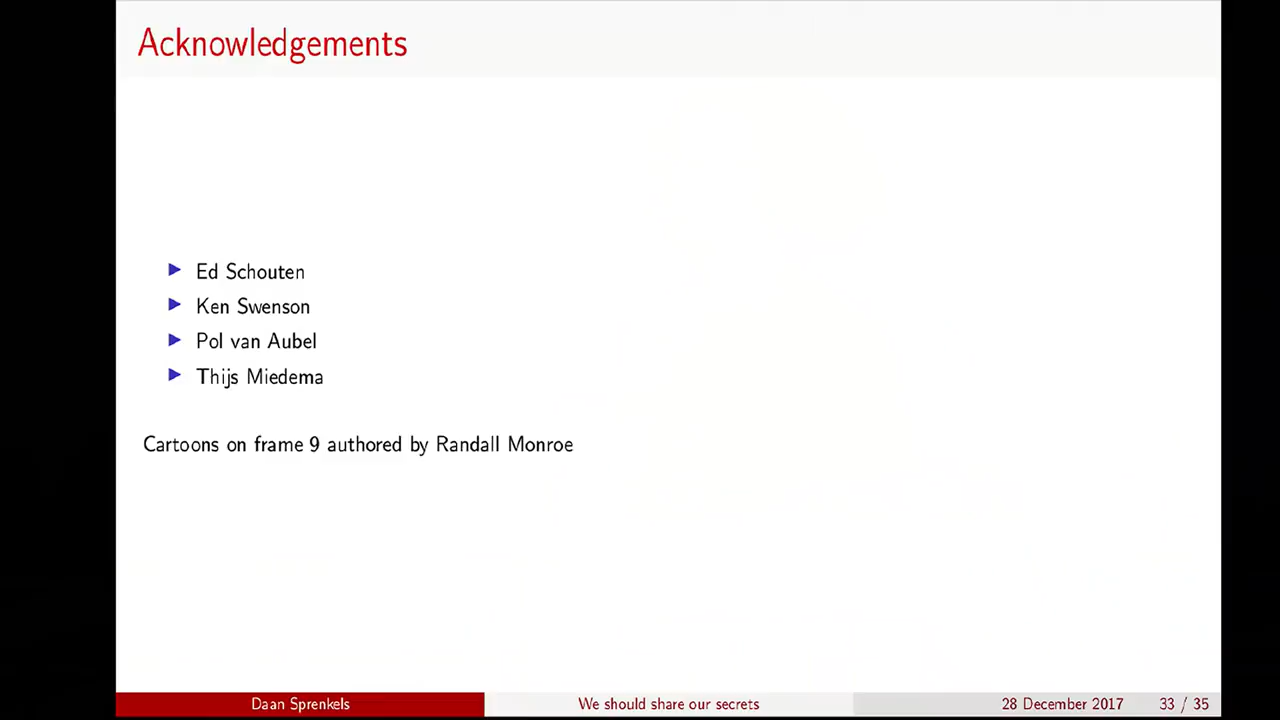 Acknowledgements
Ed Schouten
Ken Swenson
Pol van Aubel
Thijs Miedema
Cartoons on frame 9 authored by Randall Monroe
Daan Sprenkels We should share our secrets 28 December 2017 33 / 35